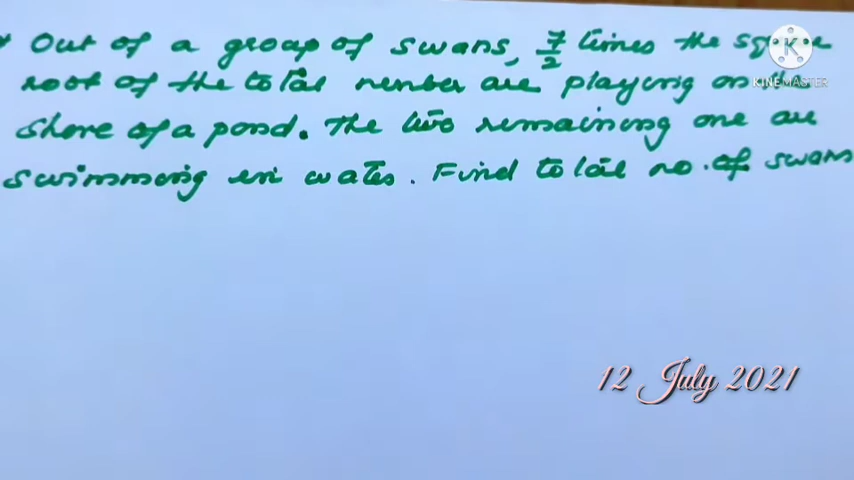 Out of a group of swans, 7/2 times the square
root of the total number are playing on the
shore of a pond. The two remaining one are
swimming in water. Find total no. of swans
K
KINEMASTER
12 July 2021